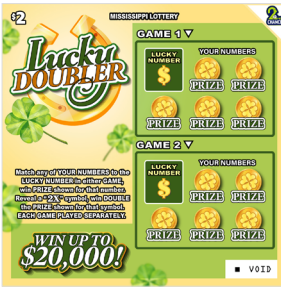 $2
MISSISSIPPI LOTTERY
2ND
CHANCE
Lucky
DOUBLER
GAME 1
LUCKY
NUMBER
$
YOUR NUMBERS
PRIZE PRIZE
PRIZE PRIZE PRIZE PRIZE
GAME 2
LUCKY
NUMBER
$
YOUR NUMBERS
PRIZE PRIZE
PRIZE PRIZE PRIZE PRIZE
Match any of YOUR NUMBERS to the
LUCKY NUMBER in either GAME,
win PRIZE shown for that number.
Reveal a "2X" symbol, win DOUBLE
the PRIZE shown for that symbol.
EACH GAME PLAYED SEPARATELY.
WIN UP TO
$20,000!
VOID